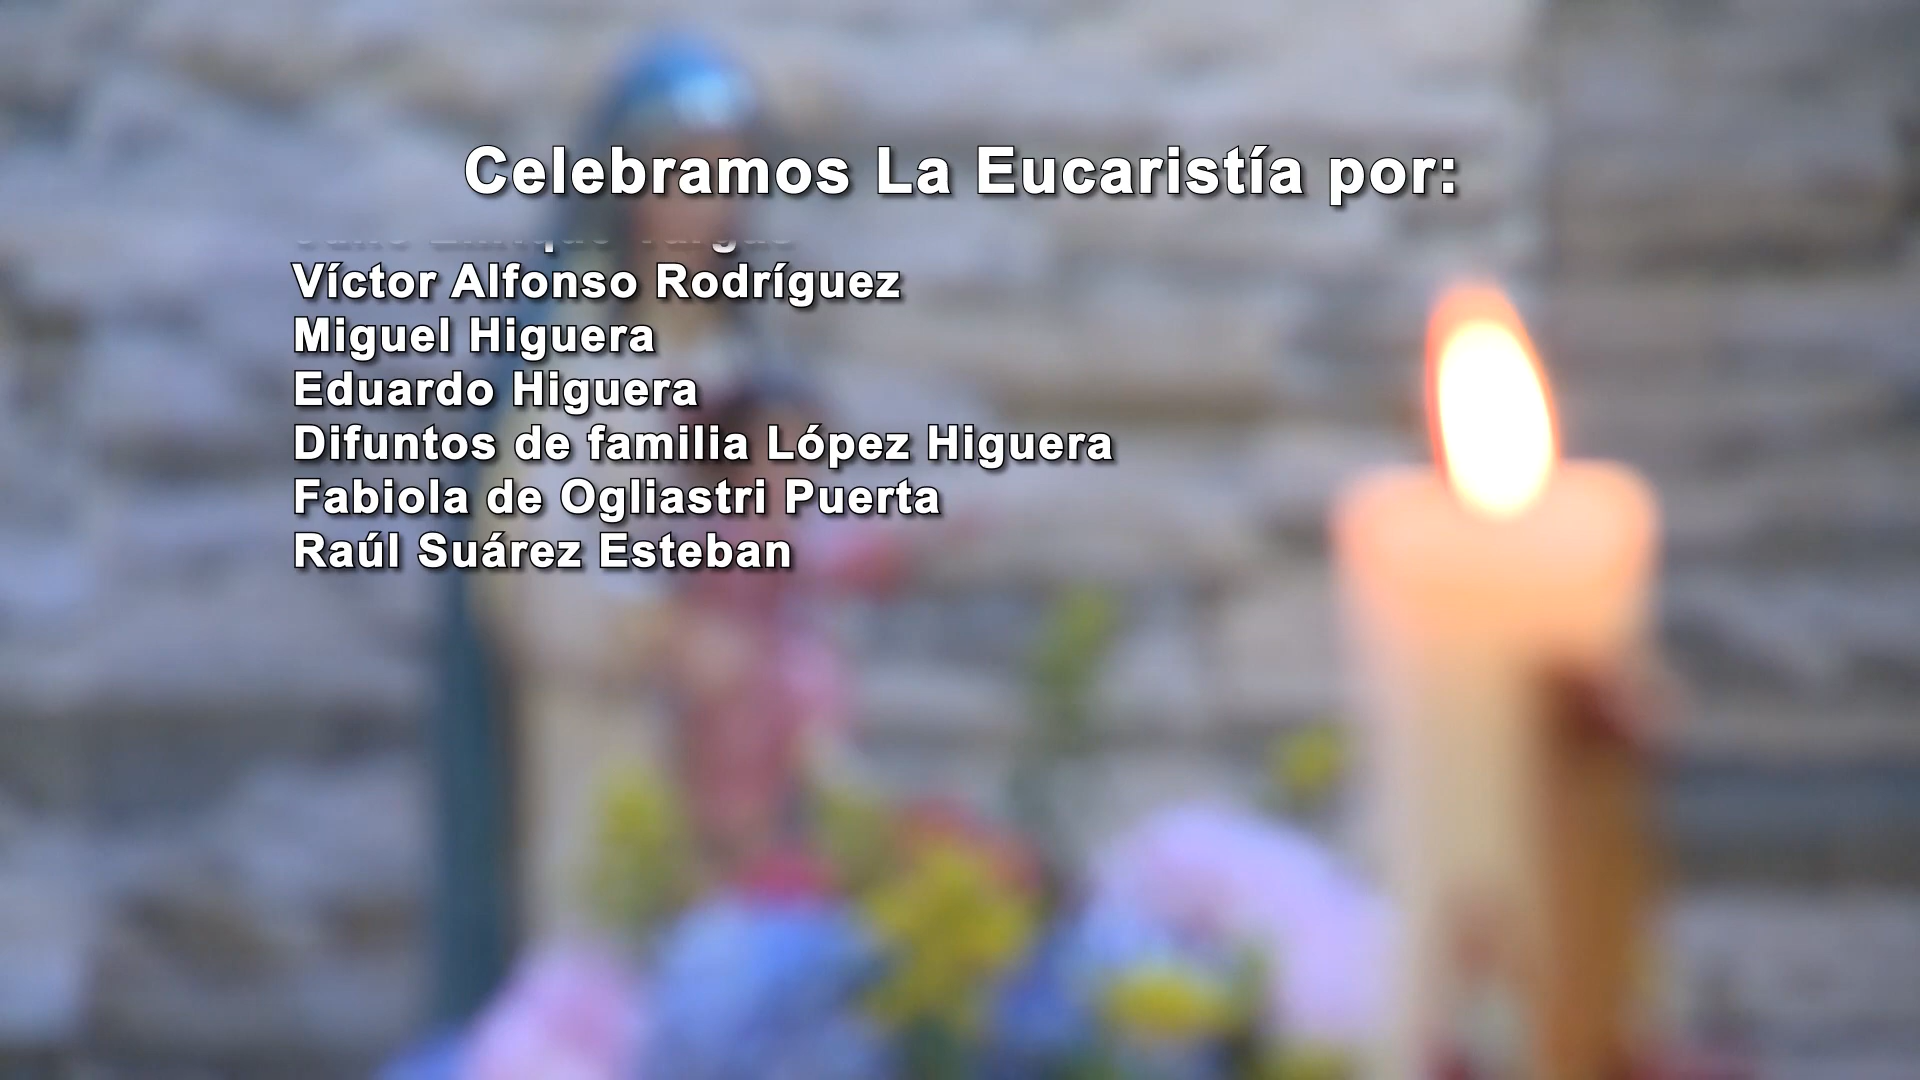 Celebramos La Eucaristía por:
Víctor Alfonso Rodríguez
Miguel Higuera
Eduardo Higuera
Difuntos de familia López Higuera
Fabiola de Ogliastri Puerta
Raúl Suárez Esteban